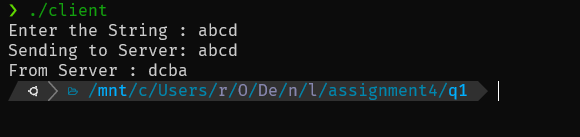 ❯ ./client
Enter the String : abcd
Sending to Server: abcd
From Server : dcba
/mnt/c/Users/r/O/De/n/l/assignment4/q1